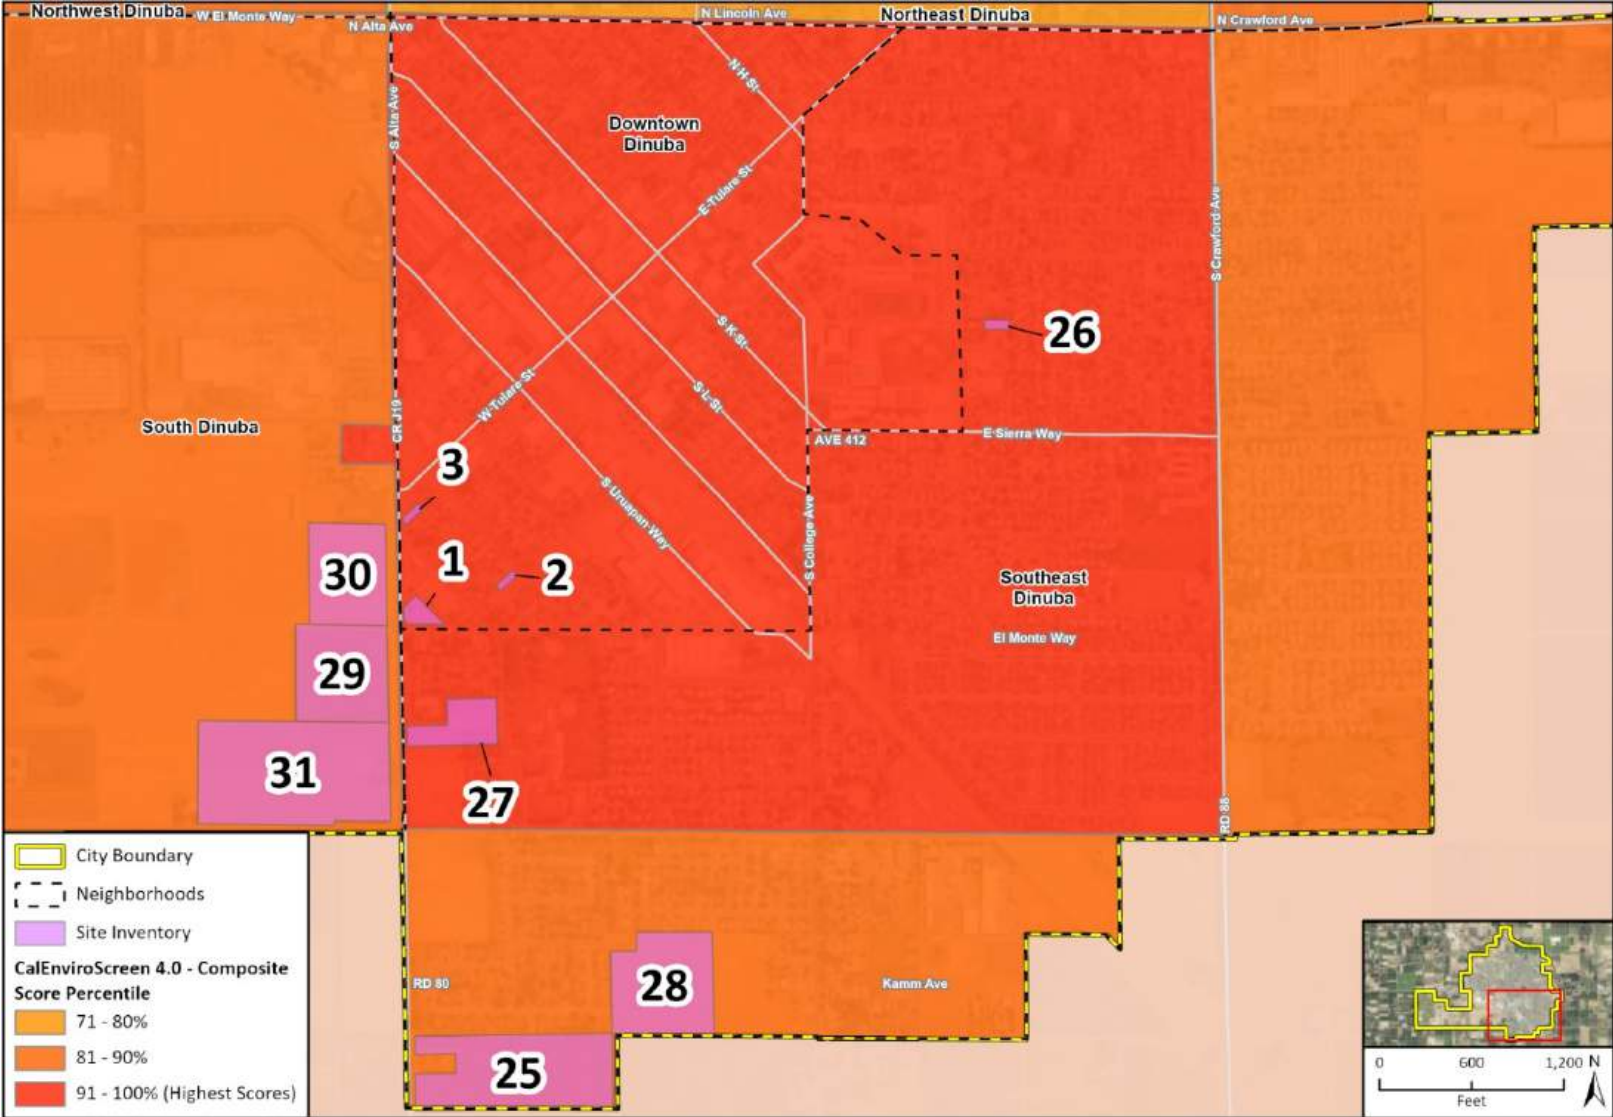 Northwest Dinuba
W El Monte Way
N Alta Ave
N Lincoln Ave
Northeast Dinuba
N Crawford Ave
S Alta Ave
N H St
Downtown
Dinuba
E Tulare St
S Crawford Ave
26
S K St
W Tulare St
S L St
South Dinuba
CR J19
AVE 412
E Sierra Way
3
S Uruapan Way
S College Ave
30
1
2
Southeast
Dinuba
El Monte Way
29
31
27
RD 88
RD 80
28
Kamm Ave
25
City Boundary
Neighborhoods
Site Inventory
CalEnviroScreen 4.0 - Composite
Score Percentile
71 - 80%
81 - 90%
91 - 100% (Highest Scores)
0 600 1,200 N
Feet